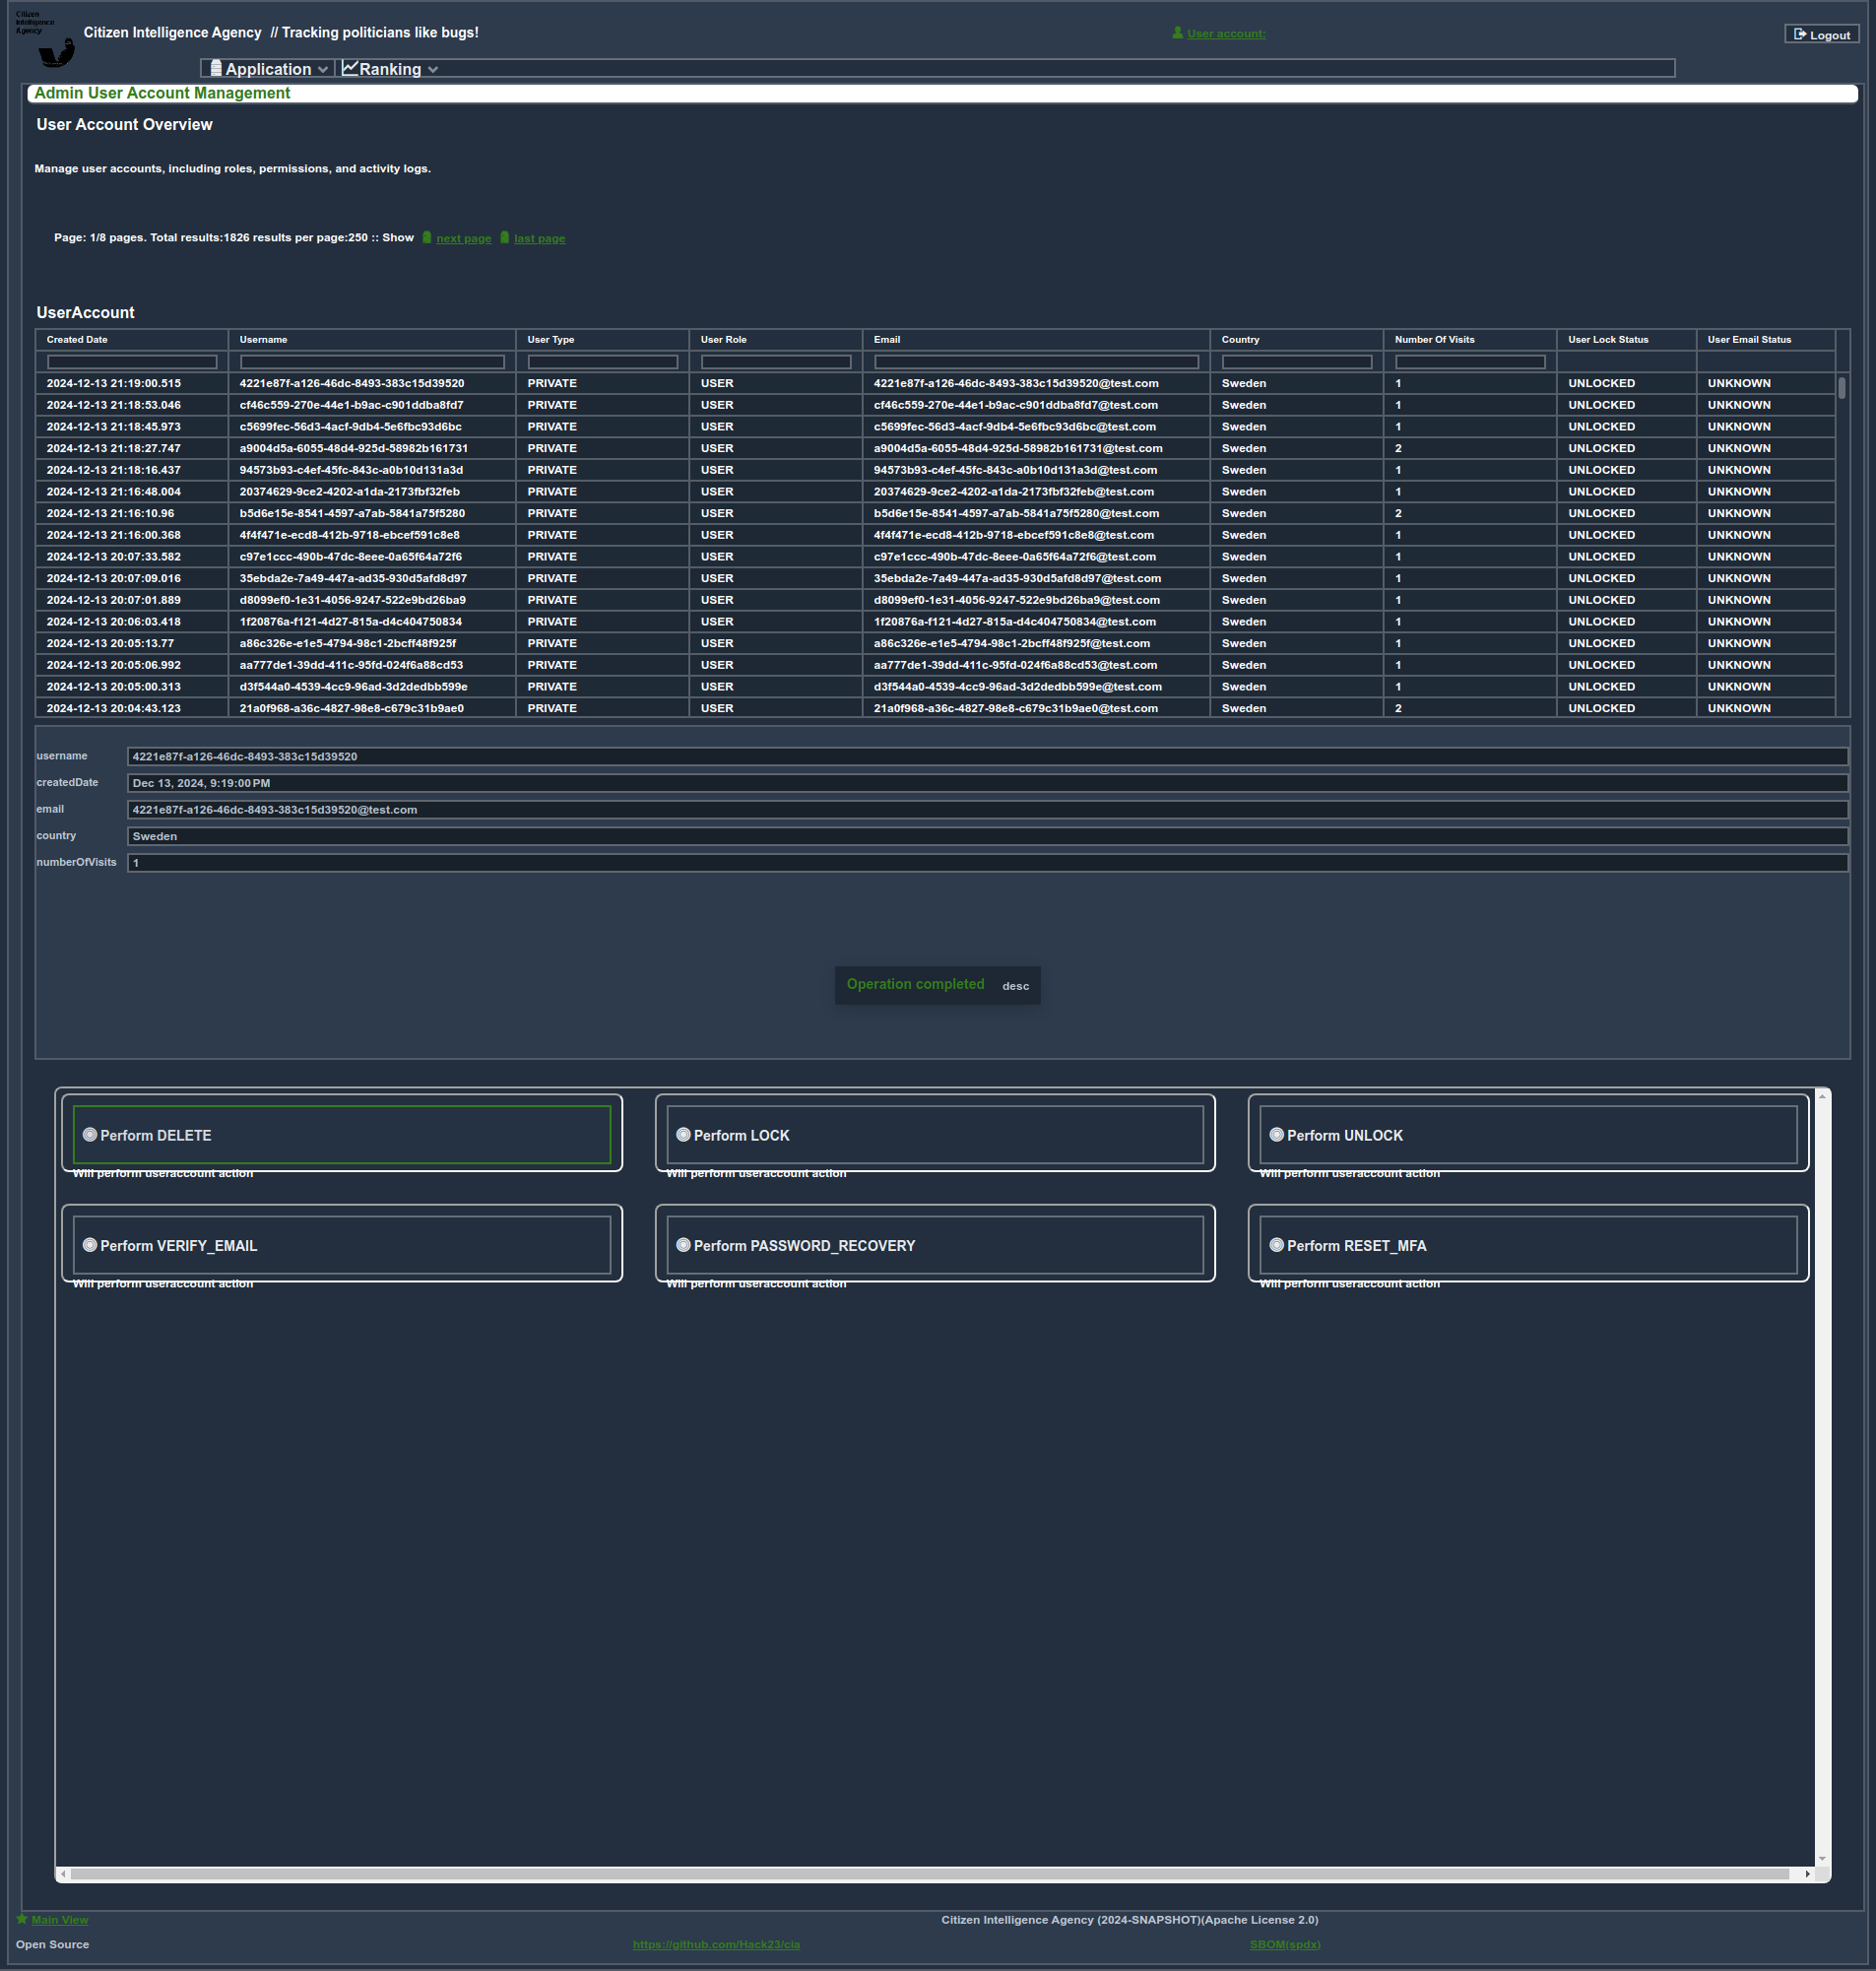 Citizen
Intelligence
Agency
Citizen Intelligence Agency // Tracking politicians like bugs!
User account:
Logout
Application
Ranking
Admin User Account Management
User Account Overview
Manage user accounts, including roles, permissions, and activity logs.
Page: 1/8 pages. Total results:1826 results per page:250 :: Show next page last page
UserAccount
Created Date Username User Type User Role Email Country Number Of Visits User Lock Status User Email Status
2024-12-13 21:19:00.515 4221e87f-a126-46dc-8493-383c15d39520 PRIVATE USER 4221e87f-a126-46dc-8493-383c15d39520@test.com Sweden 1 UNLOCKED UNKNOWN
2024-12-13 21:18:53.046 cf46c559-270e-44e1-b9ac-c901ddba8fd7 PRIVATE USER cf46c559-270e-44e1-b9ac-c901ddba8fd7@test.com Sweden 1 UNLOCKED UNKNOWN
2024-12-13 21:18:45.973 c5699fec-56d3-4acf-9db4-5e6fbc93d6bc PRIVATE USER c5699fec-56d3-4acf-9db4-5e6fbc93d6bc@test.com Sweden 1 UNLOCKED UNKNOWN
2024-12-13 21:18:27.747 a9004d5a-6055-48d4-925d-58982b161731 PRIVATE USER a9004d5a-6055-48d4-925d-58982b161731@test.com Sweden 2 UNLOCKED UNKNOWN
2024-12-13 21:18:16.437 94573b93-c4ef-45fc-843c-a0b10d131a3d PRIVATE USER 94573b93-c4ef-45fc-843c-a0b10d131a3d@test.com Sweden 1 UNLOCKED UNKNOWN
2024-12-13 21:16:48.004 20374629-9ce2-4202-a1da-2173fbf32feb PRIVATE USER 20374629-9ce2-4202-a1da-2173fbf32feb@test.com Sweden 1 UNLOCKED UNKNOWN
2024-12-13 21:16:10.96 b5d6e15e-8541-4597-a7ab-5841a75f5280 PRIVATE USER b5d6e15e-8541-4597-a7ab-5841a75f5280@test.com Sweden 2 UNLOCKED UNKNOWN
2024-12-13 21:16:00.368 4f4f471e-ecd8-412b-9718-ebcef591c8e8 PRIVATE USER 4f4f471e-ecd8-412b-9718-ebcef591c8e8@test.com Sweden 1 UNLOCKED UNKNOWN
2024-12-13 20:07:33.582 c97e1ccc-490b-47dc-8eee-0a65f64a72f6 PRIVATE USER c97e1ccc-490b-47dc-8eee-0a65f64a72f6@test.com Sweden 1 UNLOCKED UNKNOWN
2024-12-13 20:07:09.016 35ebda2e-7a49-447a-ad35-930d5afd8d97 PRIVATE USER 35ebda2e-7a49-447a-ad35-930d5afd8d97@test.com Sweden 1 UNLOCKED UNKNOWN
2024-12-13 20:07:01.889 d8099ef0-1e31-4056-9247-522e9bd26ba9 PRIVATE USER d8099ef0-1e31-4056-9247-522e9bd26ba9@test.com Sweden 1 UNLOCKED UNKNOWN
2024-12-13 20:06:03.418 1f20876a-f121-4d27-815a-d4c404750834 PRIVATE USER 1f20876a-f121-4d27-815a-d4c404750834@test.com Sweden 1 UNLOCKED UNKNOWN
2024-12-13 20:05:13.77 a86c326e-e1e5-4794-98c1-2bcff48f925f PRIVATE USER a86c326e-e1e5-4794-98c1-2bcff48f925f@test.com Sweden 1 UNLOCKED UNKNOWN
2024-12-13 20:05:06.992 aa777de1-39dd-411c-95fd-024f6a88cd53 PRIVATE USER aa777de1-39dd-411c-95fd-024f6a88cd53@test.com Sweden 1 UNLOCKED UNKNOWN
2024-12-13 20:05:00.313 d3f544a0-4539-4cc9-96ad-3d2dedbb599e PRIVATE USER d3f544a0-4539-4cc9-96ad-3d2dedbb599e@test.com Sweden 1 UNLOCKED UNKNOWN
2024-12-13 20:04:43.123 21a0f968-a36c-4827-98e8-c679c31b9ae0 PRIVATE USER 21a0f968-a36c-4827-98e8-c679c31b9ae0@test.com Sweden 2 UNLOCKED UNKNOWN
username 4221e87f-a126-46dc-8493-383c15d39520
createdDate Dec 13, 2024, 9:19:00 PM
email 4221e87f-a126-46dc-8493-383c15d39520@test.com
country Sweden
numberOfVisits 1
Operation completed desc
Perform DELETE Perform LOCK Perform UNLOCK
Will perform useraccount action Will perform useraccount action Will perform useraccount action
Perform VERIFY_EMAIL Perform PASSWORD_RECOVERY Perform RESET_MFA
Will perform useraccount action Will perform useraccount action Will perform useraccount action
Main View Citizen Intelligence Agency (2024-SNAPSHOT)(Apache License 2.0)
Open Source https://github.com/Hack23/cia SBOM(spdx)